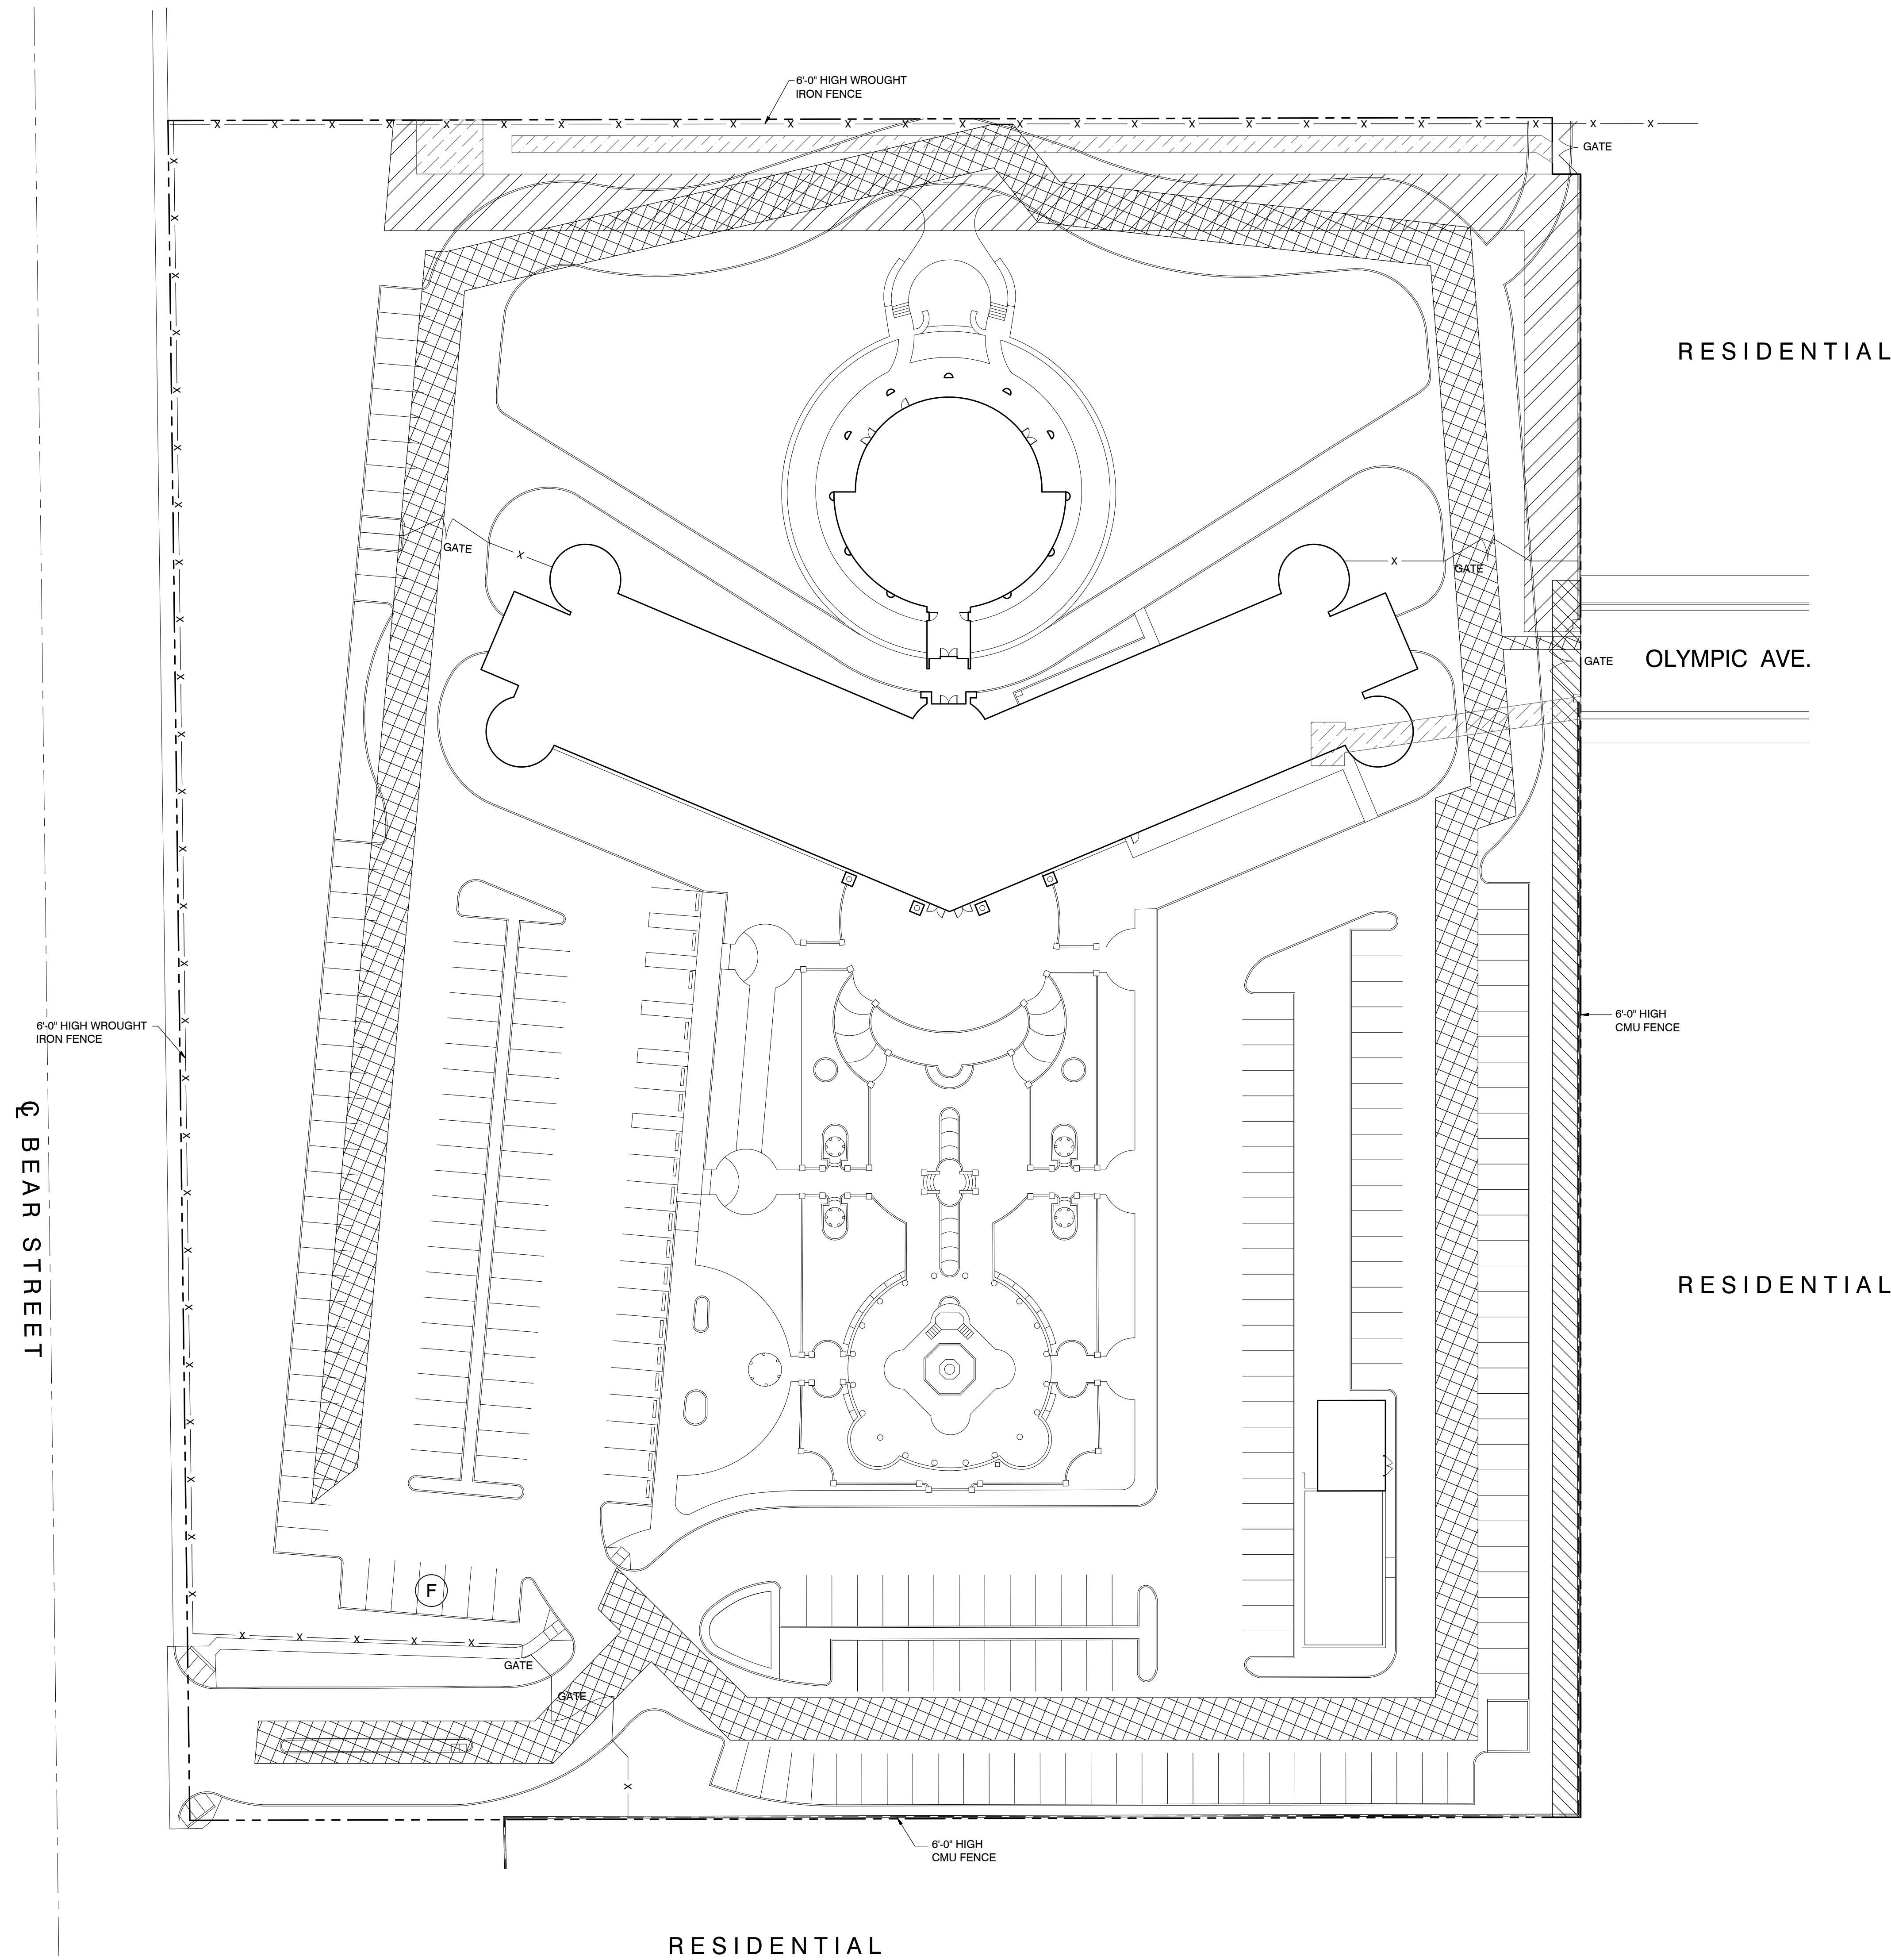 6'-0" HIGH WROUGHT
IRON FENCE
GATE
RESIDENTIAL
GATE
GATE
GATE
OLYMPIC AVE.
6'-0" HIGH WROUGHT
IRON FENCE
6'-0" HIGH
CMU FENCE
CL BEAR STREET
RESIDENTIAL
F
GATE
GATE
6'-0" HIGH
CMU FENCE
RESIDENTIAL